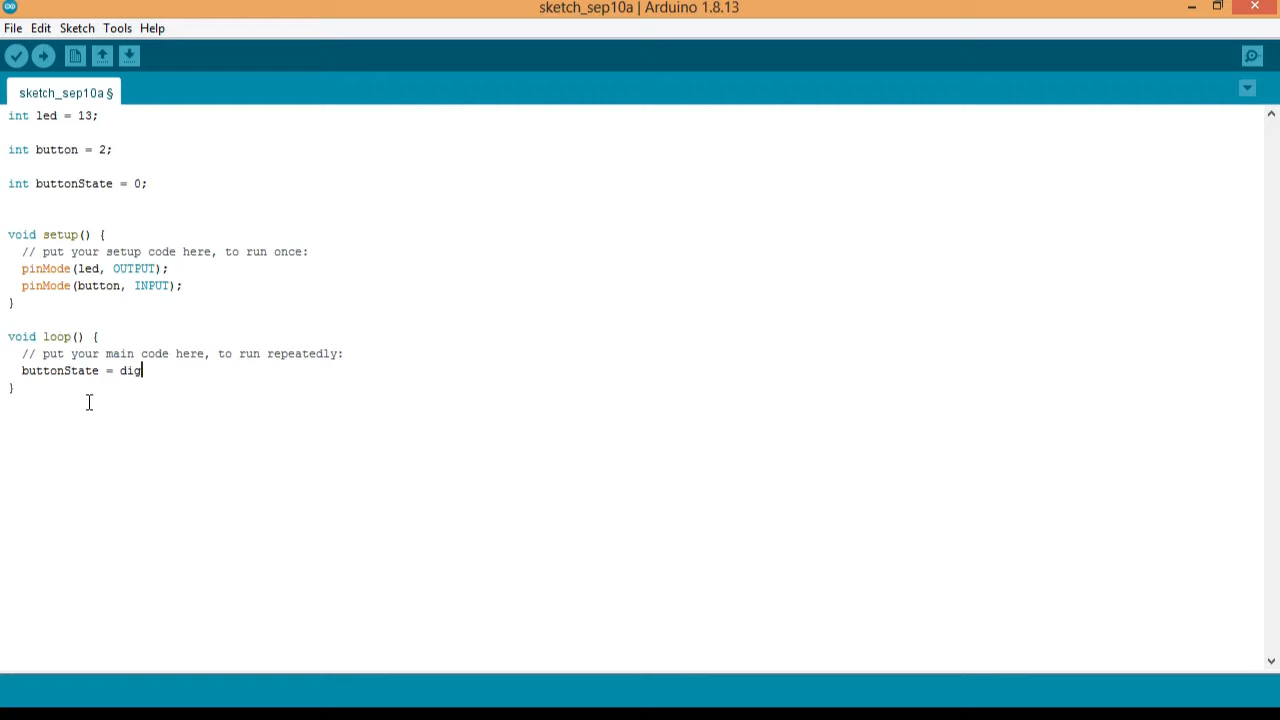 sketch_sep10a | Arduino 1.8.13
File Edit Sketch Tools Help
sketch_sep10a §
int led = 13;
int button = 2;
int buttonState = 0;
void setup() {
// put your setup code here, to run once:
pinMode(led, OUTPUT);
pinMode(button, INPUT);
}
void loop() {
// put your main code here, to run repeatedly:
buttonState = dig
}